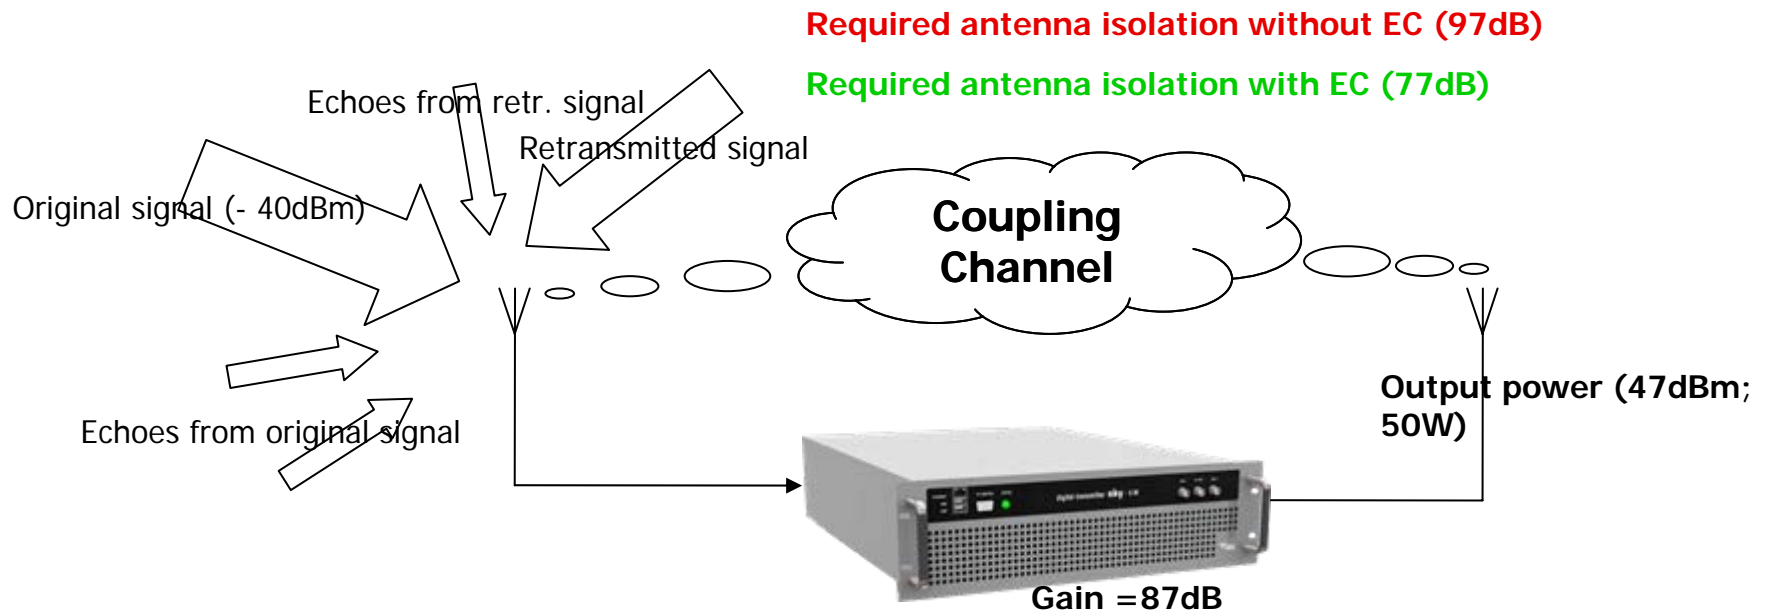 Required antenna isolation without EC (97dB)
Required antenna isolation with EC (77dB)
Echoes from retr. signal
Retransmitted signal
Original signal (- 40dBm)
Coupling
Channel
Echoes from original signal
Output power (47dBm;
50W)
Gain =87dB